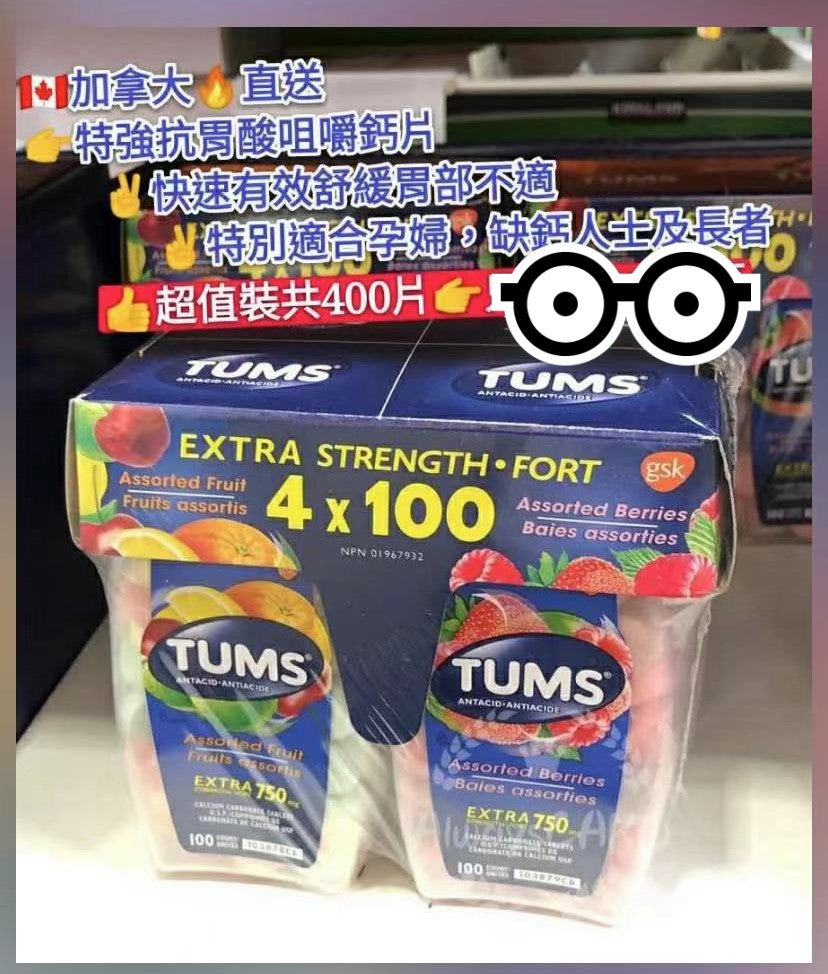 加拿大🔥直送
👉特強抗胃酸咀嚼鈣片
✌快速有效舒緩胃部不適
✌特別適合孕婦，缺鈣人士及長者
👍超值裝共400片👉
TUMS
ANTACID·ANTIACIDE
TUMS
ANTACID·ANTIACIDE
EXTRA STRENGTH•FORT
gsk
Assorted Fruit
Fruits assortis
4 x 100
Assorted Berries
Baies assorties
NPN 01967932
TUMS
ANTACID·ANTIACIDE
Assorted Fruit
Fruits assortis
EXTRA 750
100
TUMS
ANTACID·ANTIACIDE
Assorted Berries
Baies assorties
EXTRA 750
100